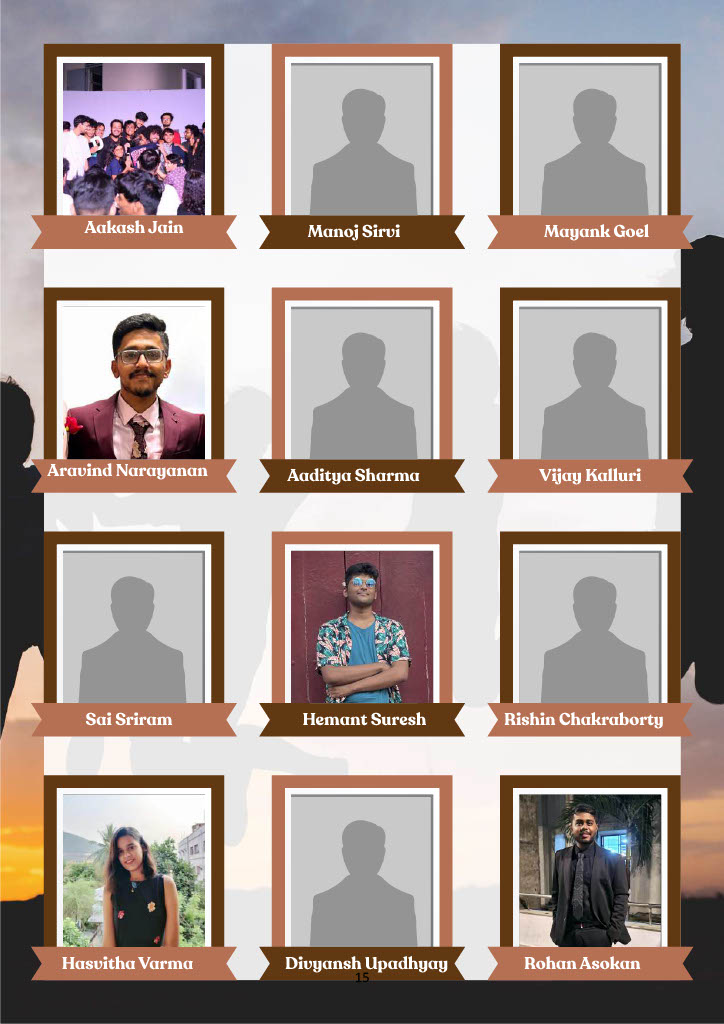 Aakash Jain
Manoj Sirvi
Mayank Goel
Aravind Narayanan
Aaditya Sharma
Vijay Kalluri
Sai Sriram
Hemant Suresh
Rishin Chakraborty
Hasvitha Varma
Divyansh Upadhyay
Rohan Asokan
15